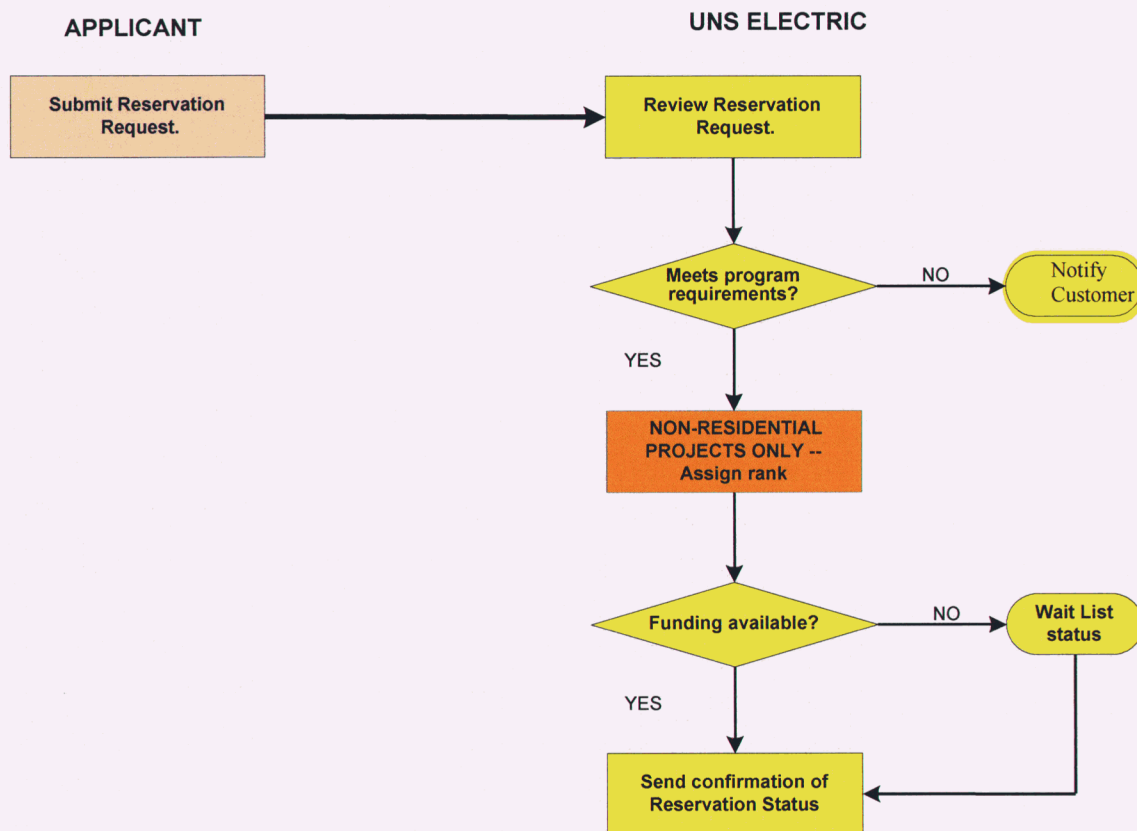 APPLICANT
UNS ELECTRIC
Submit Reservation
Request.
Review Reservation
Request.
Meets program
requirements?
NO
Notify
Customer
YES
NON-RESIDENTIAL
PROJECTS ONLY --
Assign rank
Funding available?
NO
Wait List
status
YES
Send confirmation of
Reservation Status